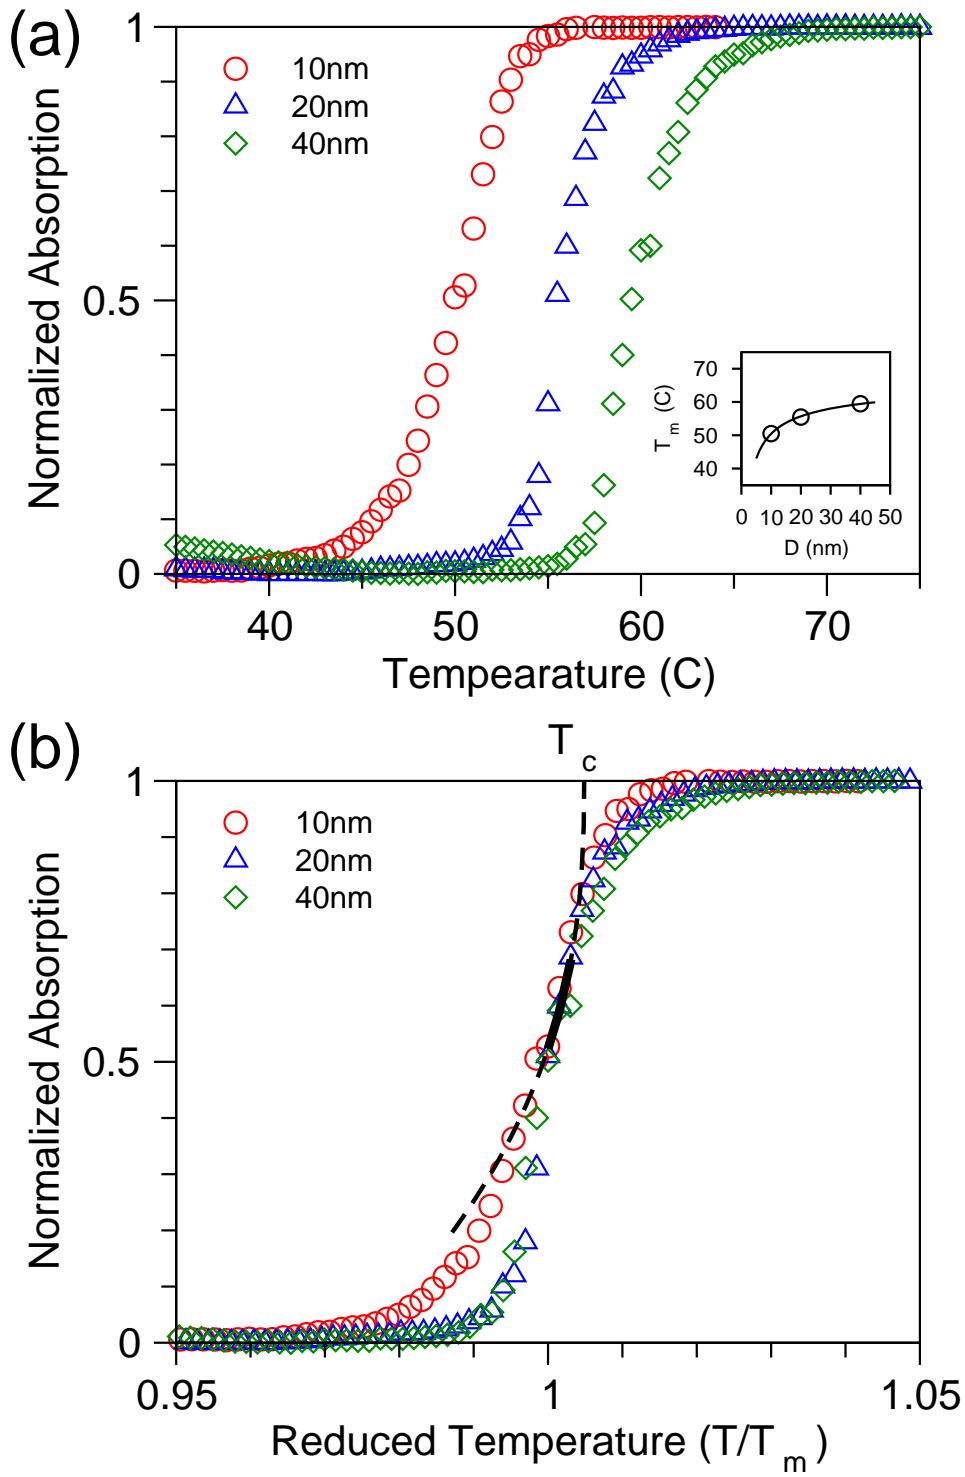 (a)
10nm
20nm
40nm
Normalized Absorption
0.5
1
0
40
50
60
70
Tempearature (C)
T_m (C)
70
60
50
40
0 10 20 30 40 50
D (nm)
(b)
T_c
10nm
20nm
40nm
Normalized Absorption
1
0.5
0
0.95
1
1.05
Reduced Temperature (T/T_m)